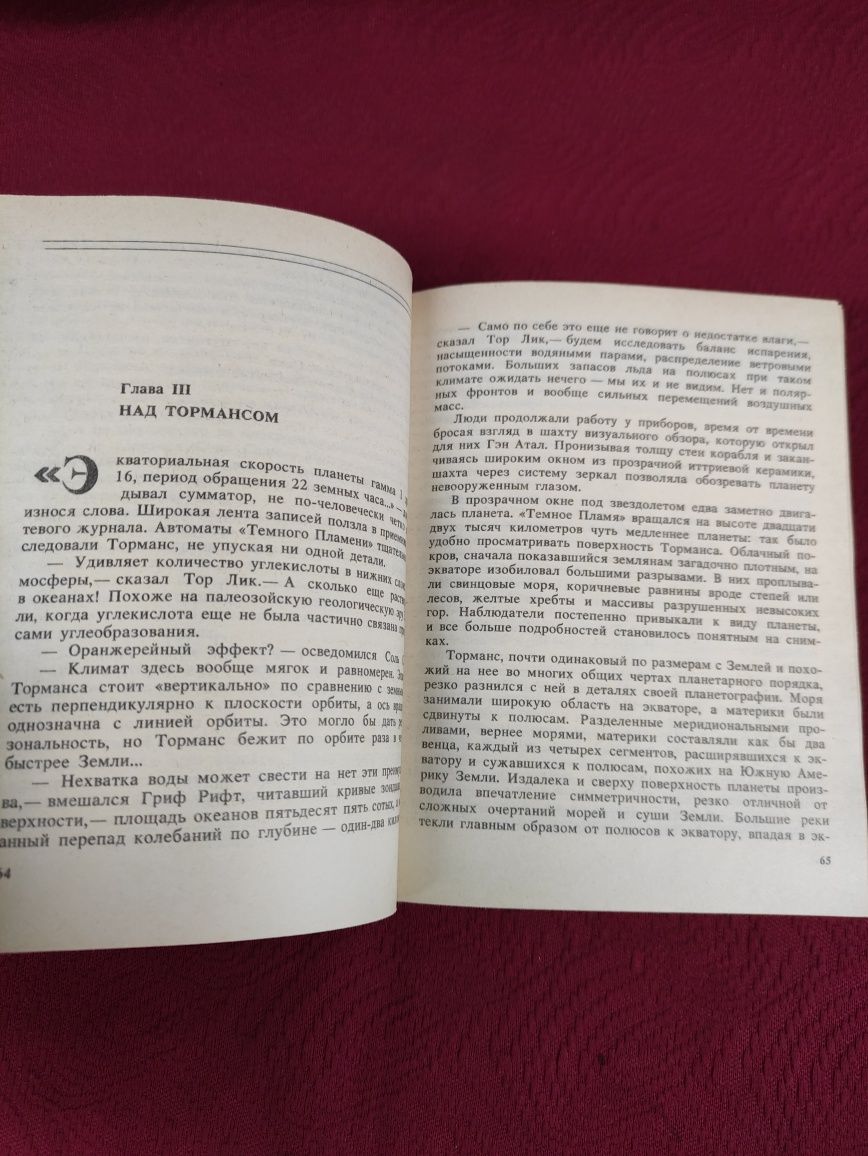 Глава III
НАД ТОРМАНСОМ
«Экваториальная скорость планеты гамма 1
16, период обращения 22 земных часа...» —
дывал сумматор, не по-человечески
износя слова. Широкая лента записей ползла в
тевого журнала. Автоматы «Темного Пламени»
следовали Торманс, не упуская ни одной детали.
— Удивляет количество углекислоты в нижних
мосферы,— сказал Тор Лик.— А сколько еще
в океанах! Похоже на палеозойскую геологическую
ли, когда углекислота еще не была частично связана
сами углеобразования.
— Оранжерейный эффект? — осведомился Соль
— Климат здесь вообще мягок и равномерен.
Торманса стоит «вертикально» по сравнению с
есть перпендикулярно к плоскости орбиты, а ось
однозначна с линией орбиты. Это могло бы дать
зональность, но Торманс бежит по орбите раза в
быстрее Земли...
— Нехватка воды может свести на нет эти
ва,— вмешался Гриф Рифт, читавший кривые
верхности,— площадь океанов пятьдесят пять сотых,
анный перепад колебаний по глубине — один-два
64
— Само по себе это еще не говорит о недостатке влаги,—
сказал Тор Лик,— будем исследовать баланс испарения,
насыщенности водяными парами, распределение ветровыми
потоками. Больших запасов льда на полюсах при таком
климате ожидать нечего — мы их и не видим. Нет и поляр-
ных фронтов и вообще сильных перемещений воздушных
масс.
Люди продолжали работу у приборов, время от времени
бросая взгляд в шахту визуального обзора, которую открыл
для них Гэн Атал. Пронизывая толщу стен корабля и закан-
чиваясь широким окном из прозрачной иттриевой керамики,
шахта через систему зеркал позволяла обозревать планету
невооруженным глазом.
В прозрачном окне под звездолетом едва заметно двига-
лась планета. «Темное Пламя» вращался на высоте двадцати
двух тысяч километров чуть медленнее планеты: так было
удобно просматривать поверхность Торманса. Облачный по-
кров, сначала показавшийся землянам загадочно плотным, на
экваторе изобиловал большими разрывами. В них проплыва-
ли свинцовые моря, коричневые равнины вроде степей или
лесов, желтые хребты и массивы разрушенных невысоких
гор. Наблюдатели постепенно привыкали к виду планеты,
и все больше подробностей становилось понятным на сним-
ках.
Торманс, почти одинаковый по размерам с Землей и похо-
жий на нее во многих общих чертах планетарного порядка,
резко разнился с ней в деталях своей планетографии. Моря
занимали широкую область на экваторе, а материки были
сдвинуты к полюсам. Разделенные меридиональными про-
ливами, вернее морями, материки составляли как бы два
венца, каждый из четырех сегментов, расширявшихся к эк-
ватору и сужавшихся к полюсам, похожих на Южную Аме-
рику Земли. Издалека и сверху поверхность планеты произ-
водила впечатление симметричности, резко отличной от
сложных очертаний морей и суши Земли. Большие реки
текли главным образом от полюсов к экватору, впадая в эк-
65